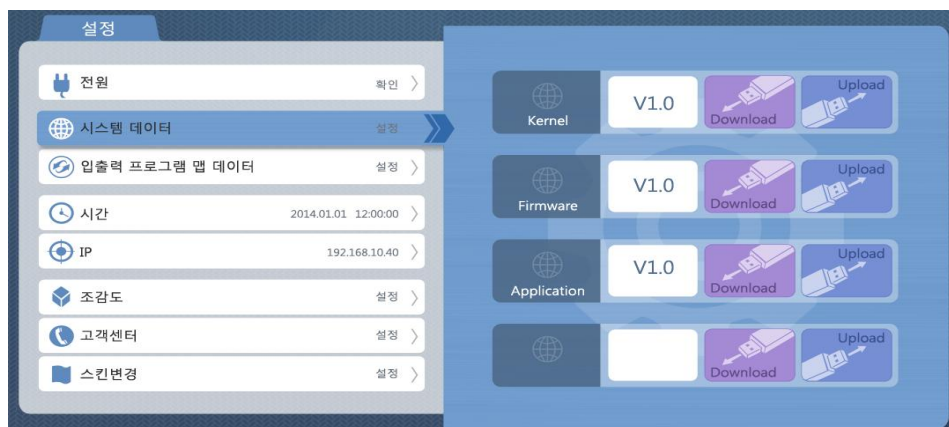 설정
전원 확인
시스템 데이터 설정
입출력 프로그램 맵 데이터 설정
시간 2014.01.01 12:00:00
IP 192.168.10.40
조감도 설정
고객센터 설정
스킨변경 설정
Kernel V1.0 Download Upload
Firmware V1.0 Download Upload
Application V1.0 Download Upload
Download Upload